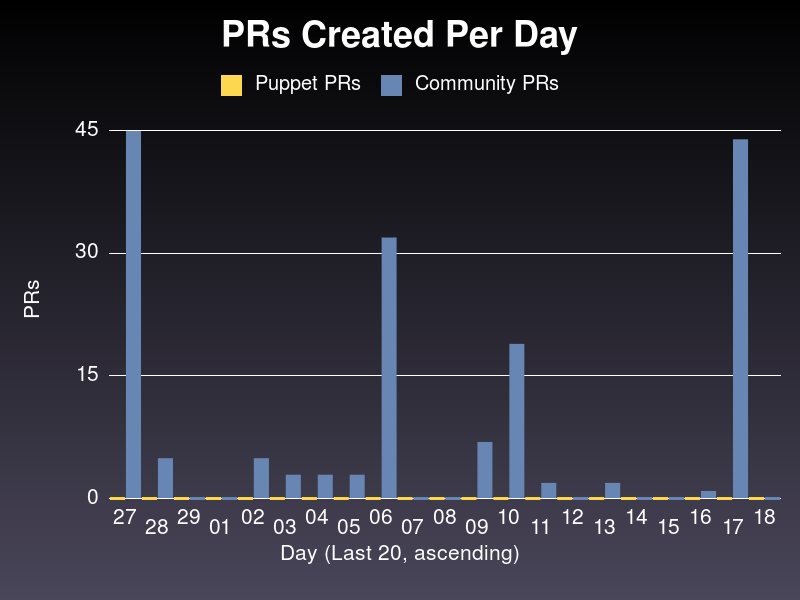 PRs Created Per Day
Puppet PRs Community PRs
45
30
15
0
PRs
27 28 29 01 02 03 04 05 06 07 08 09 10 11 12 13 14 15 16 17 18
Day (Last 20, ascending)